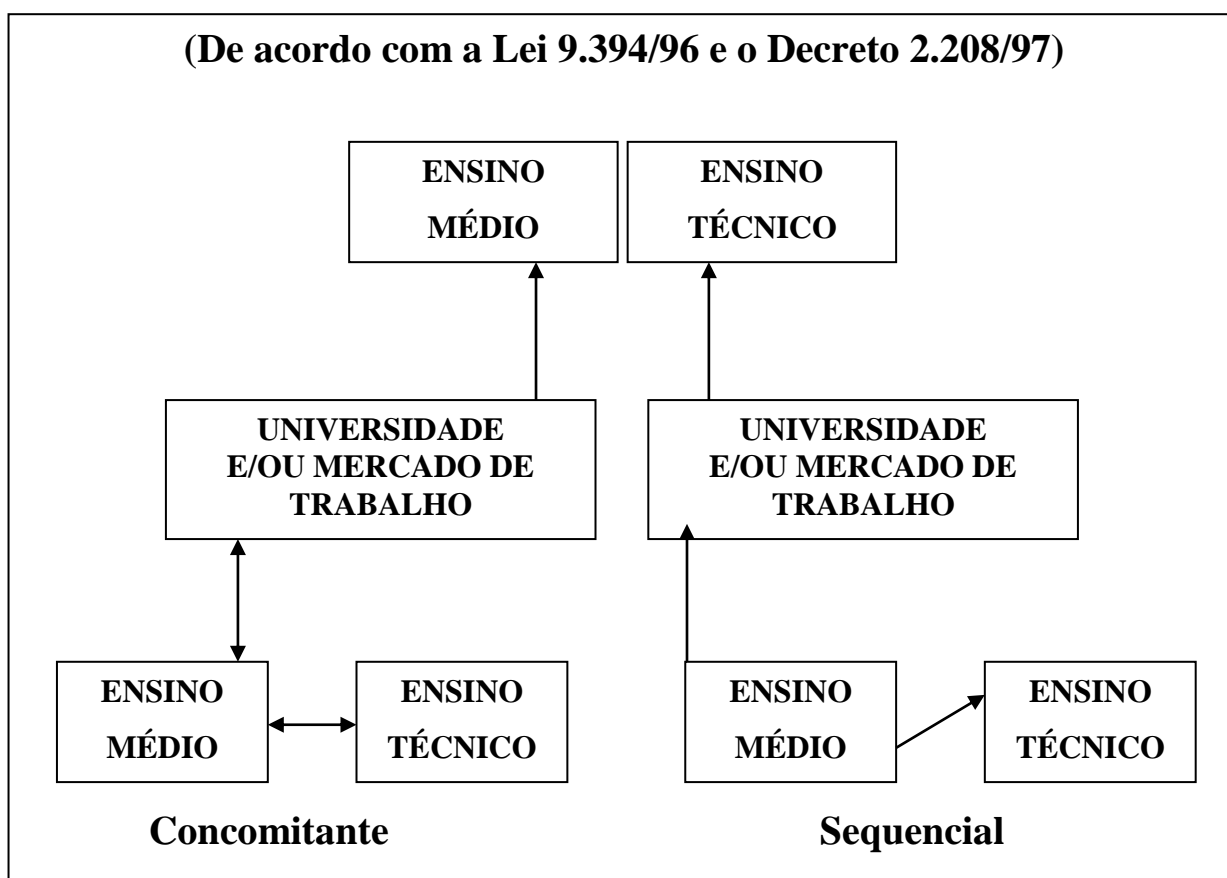 (De acordo com a Lei 9.394/96 e o Decreto 2.208/97)
ENSINO
MÉDIO
ENSINO
TÉCNICO
UNIVERSIDADE
E/OU MERCADO DE
TRABALHO
UNIVERSIDADE
E/OU MERCADO DE
TRABALHO
ENSINO
MÉDIO
ENSINO
TÉCNICO
ENSINO
MÉDIO
ENSINO
TÉCNICO
Concomitante
Sequencial